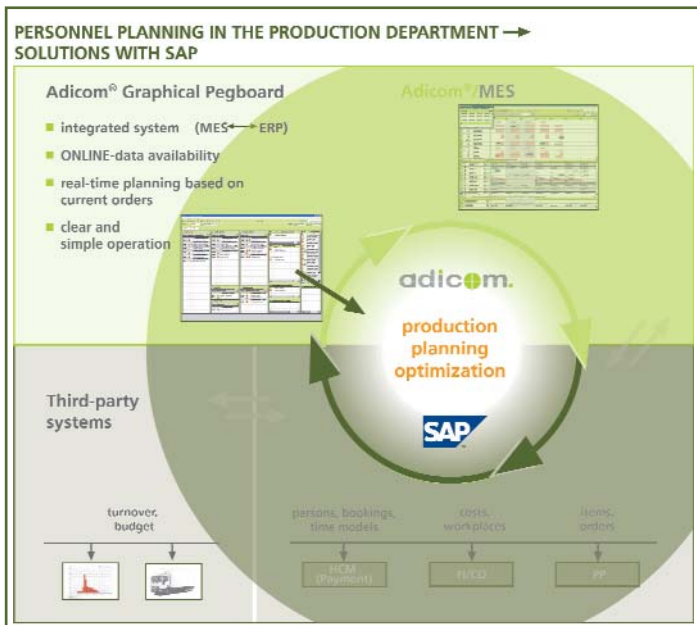 PERSONNEL PLANNING IN THE PRODUCTION DEPARTMENT →
SOLUTIONS WITH SAP
Adicom® Graphical Pegboard
integrated system (MES ↔ ERP)
ONLINE-data availability
real-time planning based on
current orders
clear and
simple operation
Adicom®/MES
adicom.
production
planning
optimization
SAP
Third-party
systems
turnover,
budget
persons, bookings,
time models
costs,
workplaces
items,
orders
HCM
(Payment)
FI/CO
PP